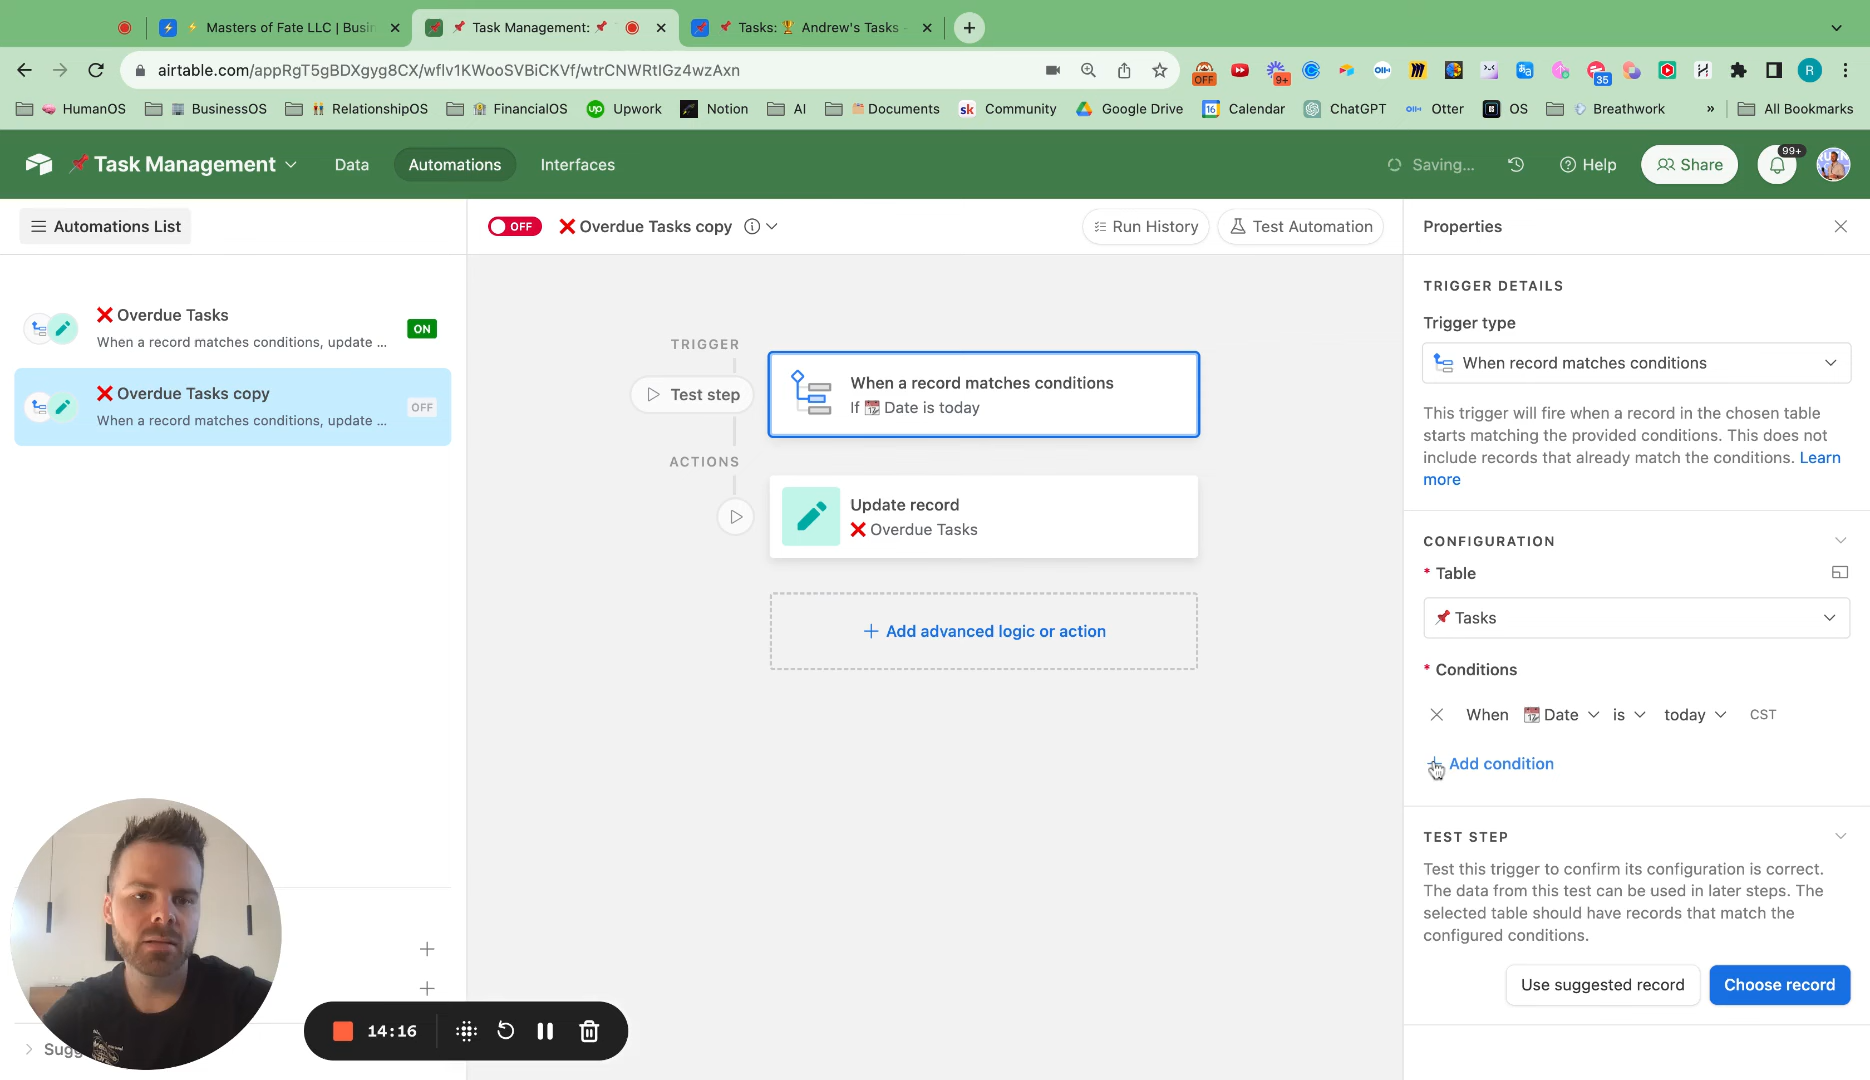 Masters of Fate LLC | Busin
Task Management:
Tasks: 🏆 Andrew's Tasks -
airtable.com/appRgT5gBDXgyg8CX/wflv1KWooSVBiCKVf/wtrCNWRtIGz4wzAxn
OFF
9+
35
R
HumanOS
BusinessOS
RelationshipOS
FinancialOS
Upwork
Notion
AI
Documents
Community
Google Drive
Calendar
ChatGPT
Otter
OS
Breathwork
»
All Bookmarks
Task Management
Data
Automations
Interfaces
Saving...
Help
Share
99+
Automations List
OFF
❌ Overdue Tasks copy
Run History
Test Automation
Properties
❌ Overdue Tasks
When a record matches conditions, update ...
ON
❌ Overdue Tasks copy
When a record matches conditions, update ...
OFF
TRIGGER
Test step
When a record matches conditions
If 📆 Date is today
ACTIONS
Update record
❌ Overdue Tasks
+ Add advanced logic or action
TRIGGER DETAILS
Trigger type
When record matches conditions
This trigger will fire when a record in the chosen table
starts matching the provided conditions. This does not
include records that already match the conditions. Learn
more
CONFIGURATION
* Table
📌 Tasks
* Conditions
When 📆 Date is today CST
+ Add condition
TEST STEP
Test this trigger to confirm its configuration is correct.
The data from this test can be used in later steps. The
selected table should have records that match the
configured conditions.
Use suggested record
Choose record
14:16
Sugg